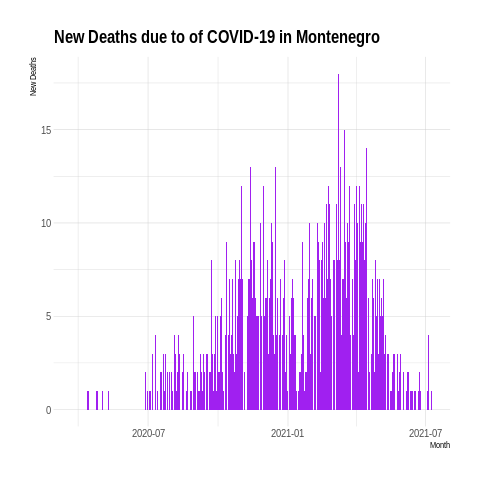 New Deaths due to of COVID-19 in Montenegro
New Deaths
15
10
5
0
2020-07
2021-01
2021-07
Month